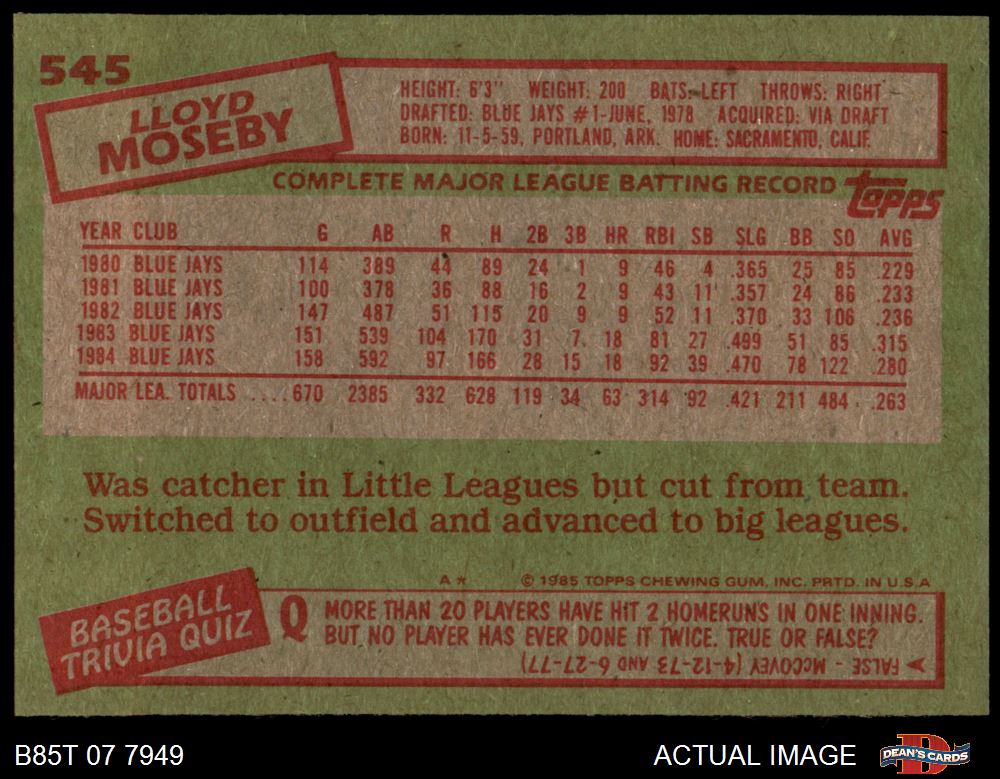 545
LLOYD
MOSEBY
HEIGHT: 6'3" WEIGHT: 200 BATS: LEFT THROWS: RIGHT
DRAFTED: BLUE JAYS #1-JUNE, 1978 ACQUIRED: VIA DRAFT
BORN: 11-5-59, PORTLAND, ARK. HOME: SACRAMENTO, CALIF.
COMPLETE MAJOR LEAGUE BATTING RECORD topps
YEAR CLUB G AB R H 2B 3B HR RBI SB SLG BB SO AVG
1980 BLUE JAYS 114 389 44 89 24 1 9 46 4 .365 25 85 .229
1981 BLUE JAYS 100 378 36 88 16 2 9 43 11 .357 24 86 .233
1982 BLUE JAYS 147 487 51 115 20 9 9 52 11 .370 33 106 .236
1983 BLUE JAYS 151 539 104 170 31 7 18 81 27 .499 51 85 .315
1984 BLUE JAYS 158 592 97 166 28 15 18 92 39 .470 78 122 .280
MAJOR LEA. TOTALS ....670 2385 332 628 119 34 63 314 92 .421 211 484 .263
Was catcher in Little Leagues but cut from team.
Switched to outfield and advanced to big leagues.
A* © 1985 TOPPS CHEWING GUM, INC. PRTD. IN U.S.A
BASEBALL
TRIVIA QUIZ
Q MORE THAN 20 PLAYERS HAVE HIT 2 HOMERUNS IN ONE INNING.
BUT NO PLAYER HAS EVER DONE IT TWICE. TRUE OR FALSE?
FALSE - McCOVEY (4-12-73 AND 6-27-77)
B85T 07 7949 ACTUAL IMAGE DEAN'S CARDS